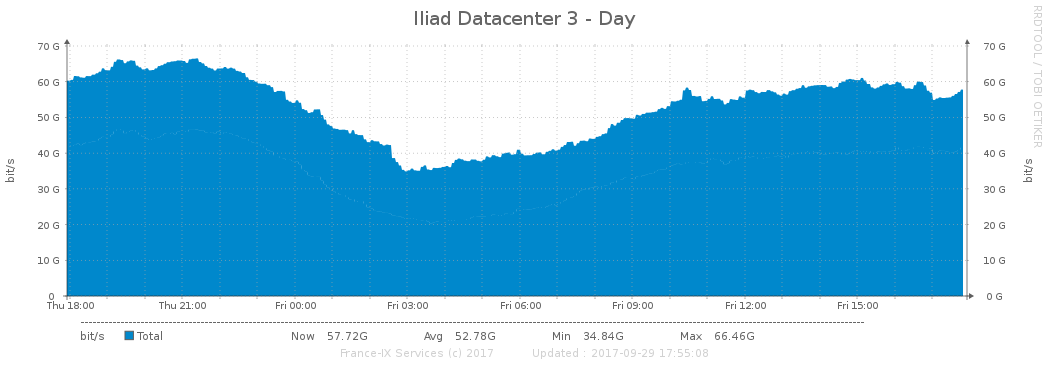 Iliad Datacenter 3 - Day
RRDTOOL / TOBI OETIKER
bit/s
bit/s
70 G 70 G
60 G 60 G
50 G 50 G
40 G 40 G
30 G 30 G
20 G 20 G
10 G 10 G
0 0 G
Thu 18:00 Thu 21:00 Fri 00:00 Fri 03:00 Fri 06:00 Fri 09:00 Fri 12:00 Fri 15:00
bit/s Total Now 57.72G Avg 52.78G Min 34.84G Max 66.46G
France-IX Services (c) 2017 Updated : 2017-09-29 17:55:08